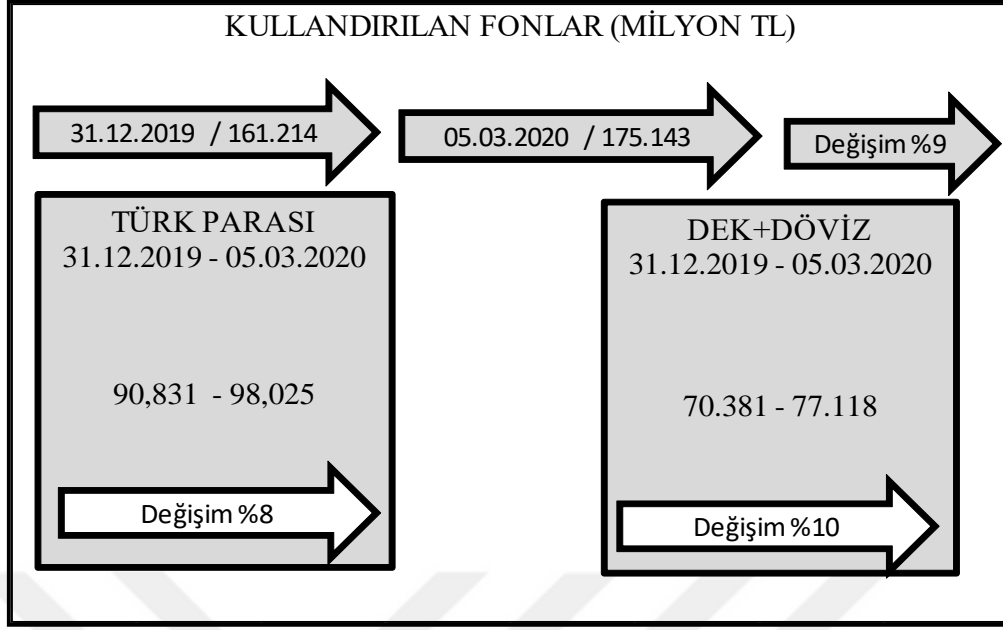 KULLANDIRILAN FONLAR (MİLYON TL)
31.12.2019 / 161.214
05.03.2020 / 175.143
Değişim %9
TÜRK PARASI
31.12.2019 - 05.03.2020
90,831 - 98,025
Değişim %8
DEK+DÖVİZ
31.12.2019 - 05.03.2020
70.381 - 77.118
Değişim %10